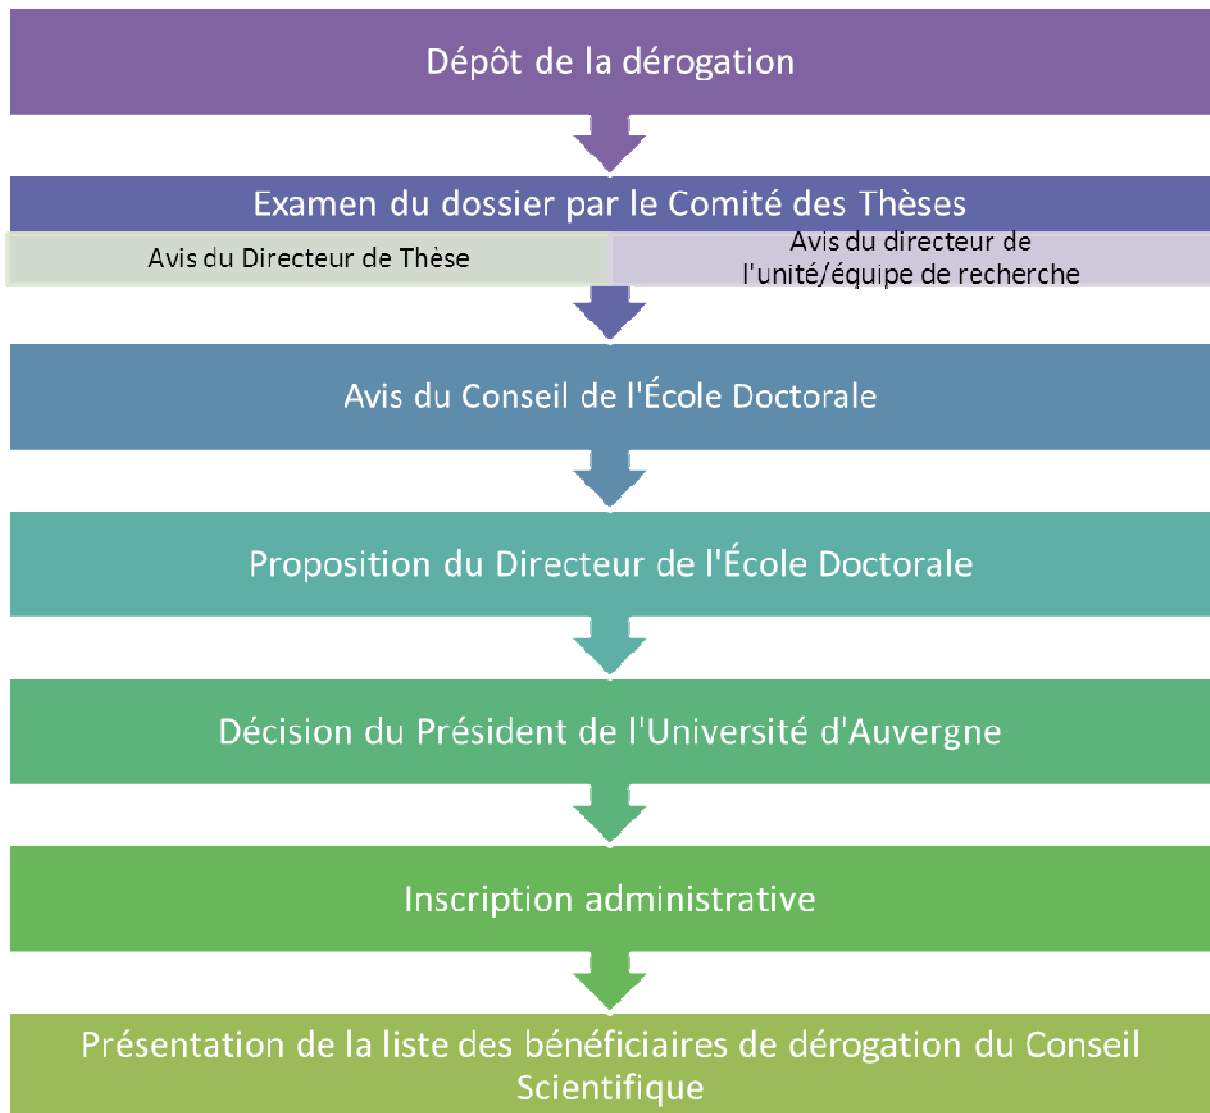 Dépôt de la dérogation
Examen du dossier par le Comité des Thèses
Avis du Directeur de Thèse
Avis du directeur de
l'unité/équipe de recherche
Avis du Conseil de l'École Doctorale
Proposition du Directeur de l'École Doctorale
Décision du Président de l'Université d'Auvergne
Inscription administrative
Présentation de la liste des bénéficiaires de dérogation du Conseil
Scientifique